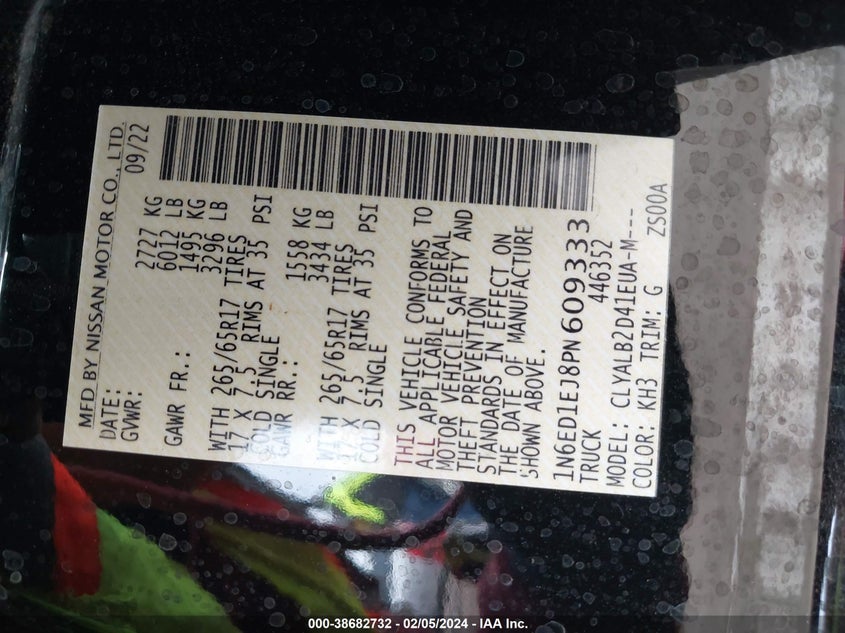 MFD BY NISSAN MOTOR CO., LTD.
DATE: 09/22
GVWR: 2727 KG
6012 LB
GAWR FR.: 1495 KG
3296 LB
WITH 265/65R17 TIRES
17 X 7.5 RIMS AT 35 PSI
COLD SINGLE
GAWR RR.: 1558 KG
3434 LB
WITH 265/65R17 TIRES
17 X 7.5 RIMS AT 35 PSI
COLD SINGLE
THIS VEHICLE CONFORMS TO
ALL APPLICABLE FEDERAL
MOTOR VEHICLE SAFETY AND
THEFT PREVENTION
STANDARDS IN EFFECT ON
THE DATE OF MANUFACTURE
SHOWN ABOVE.
1N6ED1EJ8PN609333
TRUCK 446352
MODEL: CLYALB2D41EUA-M---
COLOR: KH3 TRIM: G ZS00A
000-38682732 - 02/05/2024 - IAA Inc.